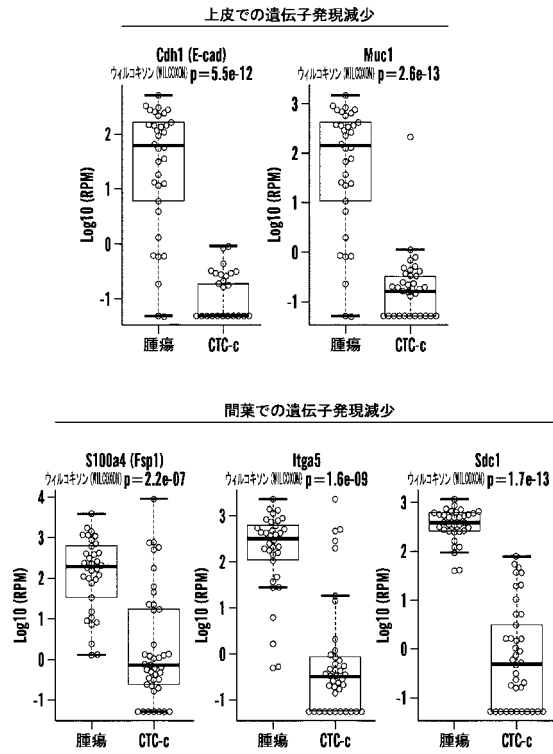 上皮での遺伝子発現減少
Cdh1 (E-cad)
ウィルコキソン (WILCOXON) p=5.5e-12
Log10 (RPM)
2
1
0
-1
腫瘍
CTC-c
Muc1
ウィルコキソン (WILCOXON) p=2.6e-13
Log10 (RPM)
3
2
1
0
-1
腫瘍
CTC-c
間葉での遺伝子発現減少
S100a4 (Fsp1)
ウィルコキソン (WILCOXON) p=2.2e-07
Log10 (RPM)
4
3
2
1
0
-1
腫瘍
CTC-c
Itga5
ウィルコキソン (WILCOXON) p=1.6e-09
Log10 (RPM)
3
2
1
0
-1
腫瘍
CTC-c
Sdc1
ウィルコキソン (WILCOXON) p=1.7e-13
Log10 (RPM)
3
2
1
0
-1
腫瘍
CTC-c